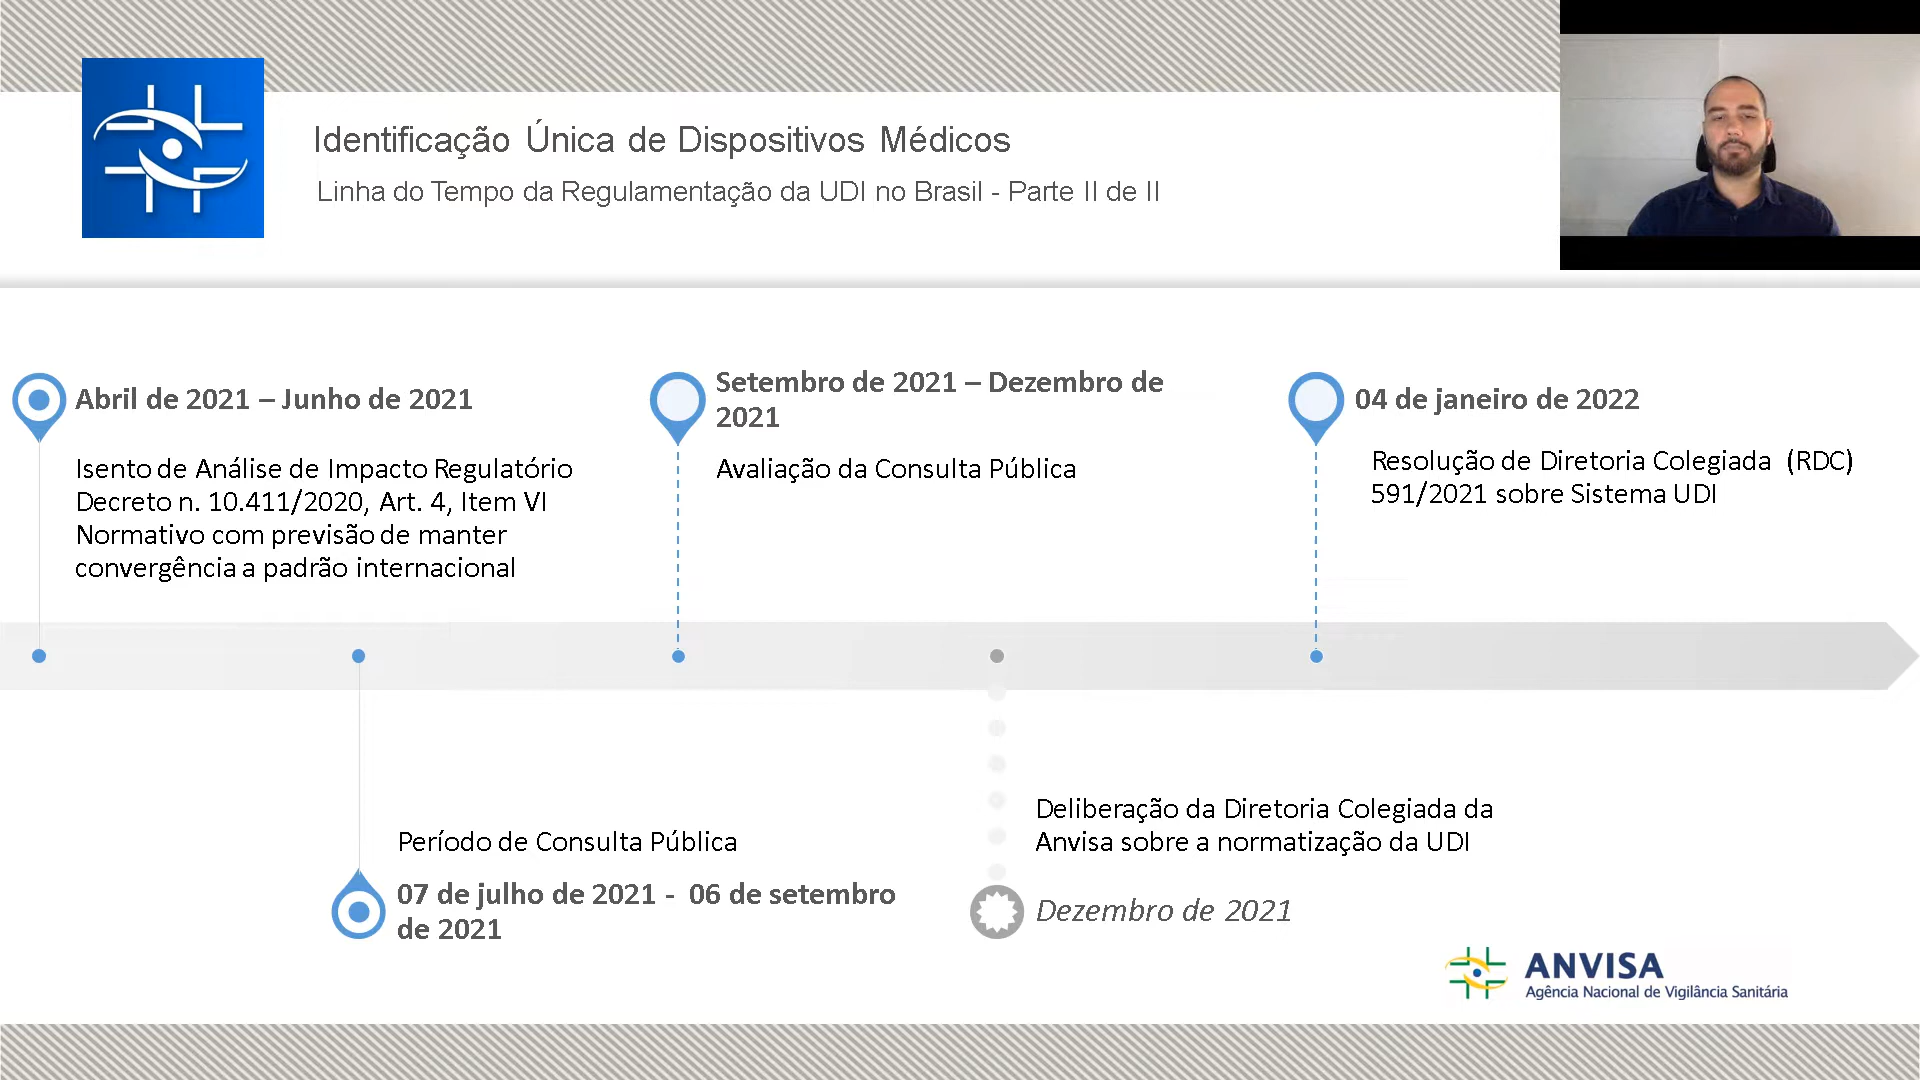 Identificação Única de Dispositivos Médicos
Linha do Tempo da Regulamentação da UDI no Brasil - Parte II de II
Abril de 2021 – Junho de 2021
Isento de Análise de Impacto Regulatório
Decreto n. 10.411/2020, Art. 4, Item VI
Normativo com previsão de manter
convergência a padrão internacional
Setembro de 2021 – Dezembro de
2021
Avaliação da Consulta Pública
04 de janeiro de 2022
Resolução de Diretoria Colegiada (RDC)
591/2021 sobre Sistema UDI
Período de Consulta Pública
07 de julho de 2021 - 06 de setembro
de 2021
Deliberação da Diretoria Colegiada da
Anvisa sobre a normatização da UDI
Dezembro de 2021
ANVISA
Agência Nacional de Vigilância Sanitária